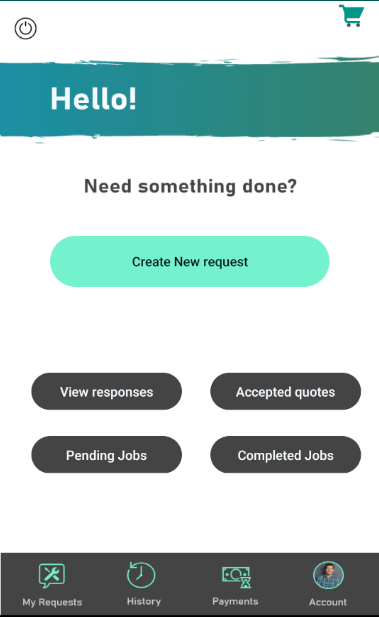 Hello!
Need something done?
Create New request
View responses
Accepted quotes
Pending Jobs
Completed Jobs
My Requests
History
Payments
Account